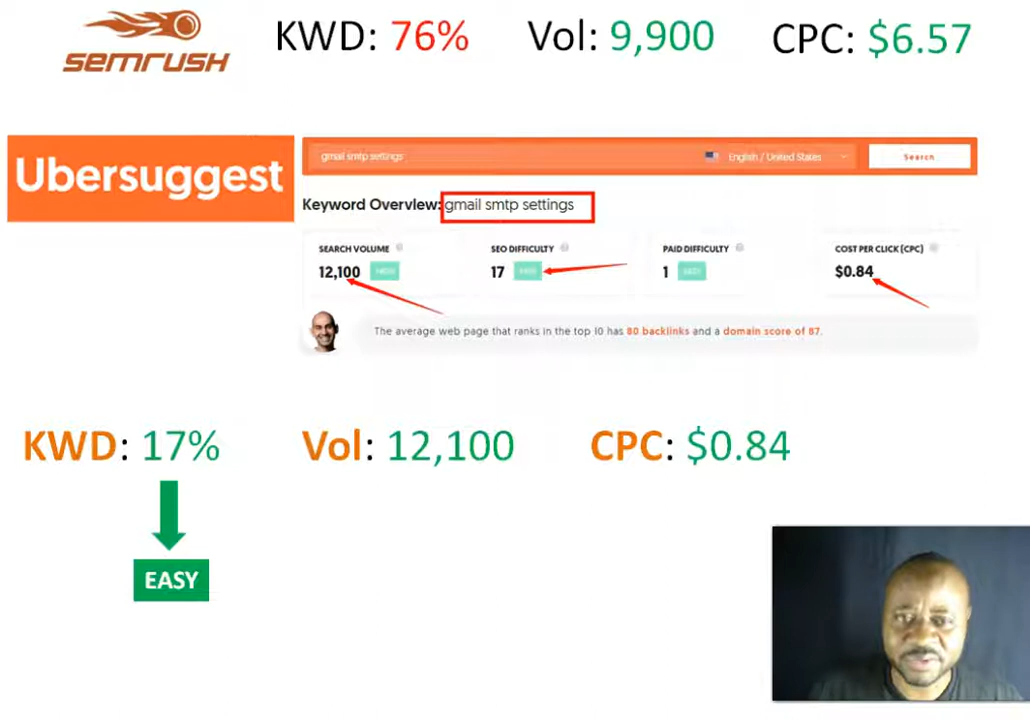 semrush
KWD: 76% Vol: 9,900 CPC: $6.57
Ubersuggest
gmail smtp settings English / United States Search
Keyword Overview: gmail smtp settings
SEARCH VOLUME SEO DIFFICULTY PAID DIFFICULTY COST PER CLICK (CPC)
12,100 17 EASY 1 EASY $0.84
The average web page that ranks in the top 10 has 80 backlinks and a domain score of 87.
KWD: 17% Vol: 12,100 CPC: $0.84
EASY